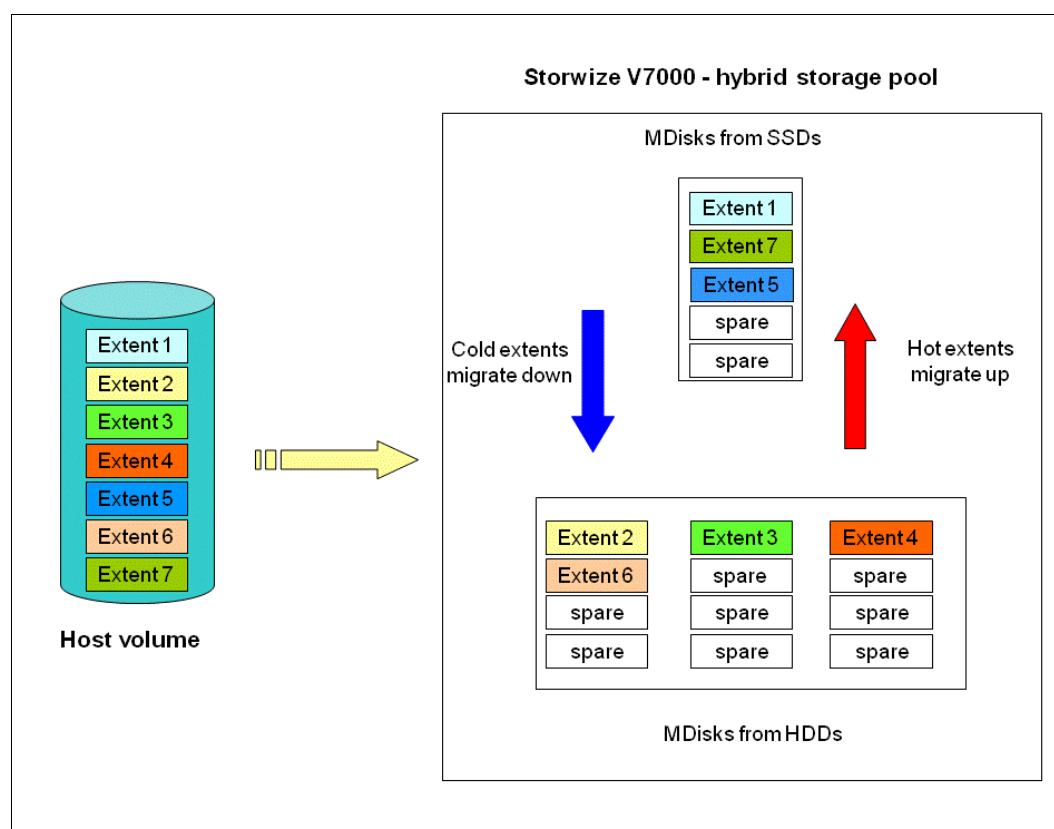 Storwize V7000 - hybrid storage pool
MDisks from SSDs
Extent 1
Extent 7
Extent 5
spare
spare
Cold extents
migrate down
Hot extents
migrate up
Extent 1
Extent 2
Extent 3
Extent 4
Extent 5
Extent 6
Extent 7
Host volume
Extent 2
Extent 6
spare
spare
Extent 3
spare
spare
spare
Extent 4
spare
spare
spare
MDisks from HDDs